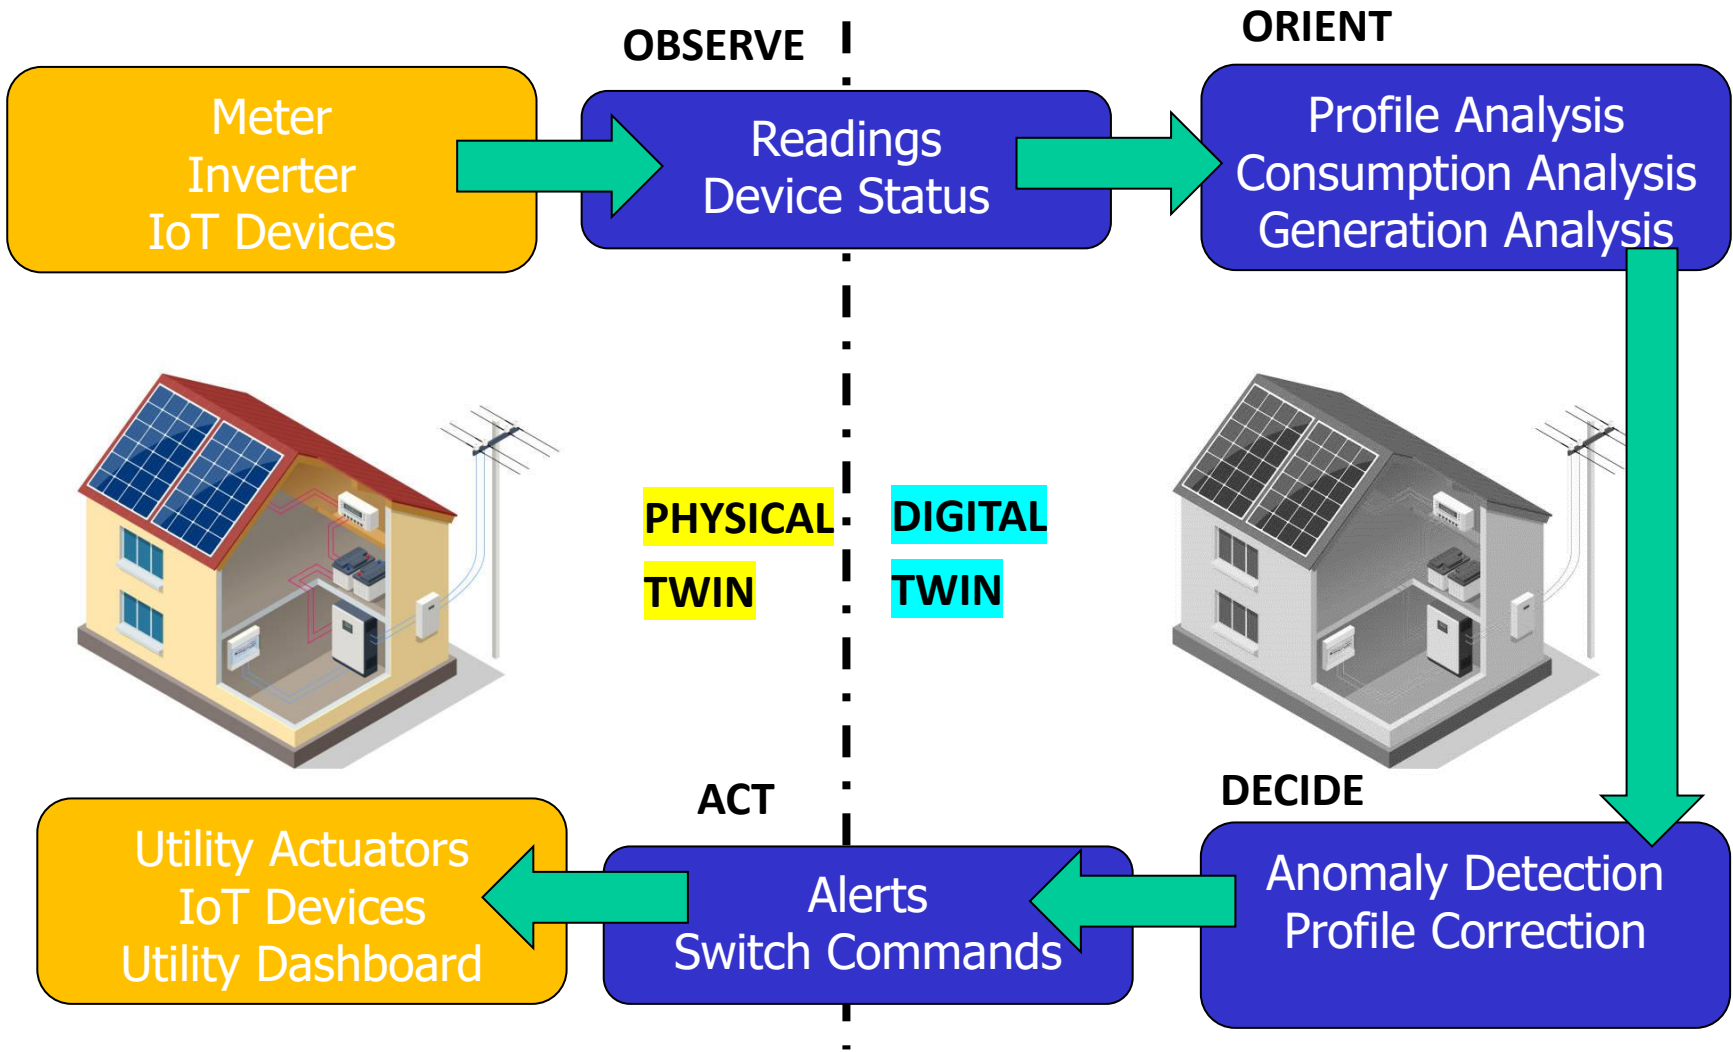 OBSERVE
ORIENT
Meter
Inverter
IoT Devices
Readings
Device Status
Profile Analysis
Consumption Analysis
Generation Analysis
PHYSICAL
TWIN
DIGITAL
TWIN
ACT
DECIDE
Utility Actuators
IoT Devices
Utility Dashboard
Alerts
Switch Commands
Anomaly Detection
Profile Correction